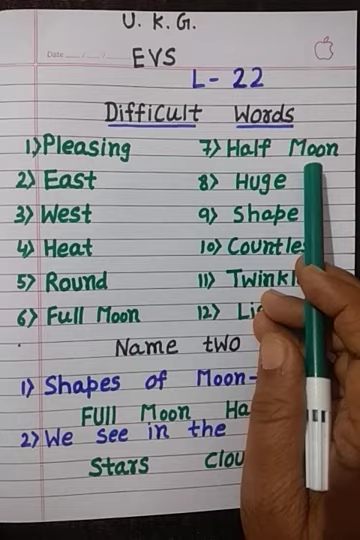 U. K. G.
Date
EVS
L- 22
Difficult Words
1) Pleasing 7) Half Moon
2) East 8) Huge
3) West 9) Shape
4) Heat 10) Countle
5) Round 11) Twinkl
6) Full Moon 12) Li
Name two
1) Shapes of Moon-
Full Moon Ha
2) We see in the
Stars Clou